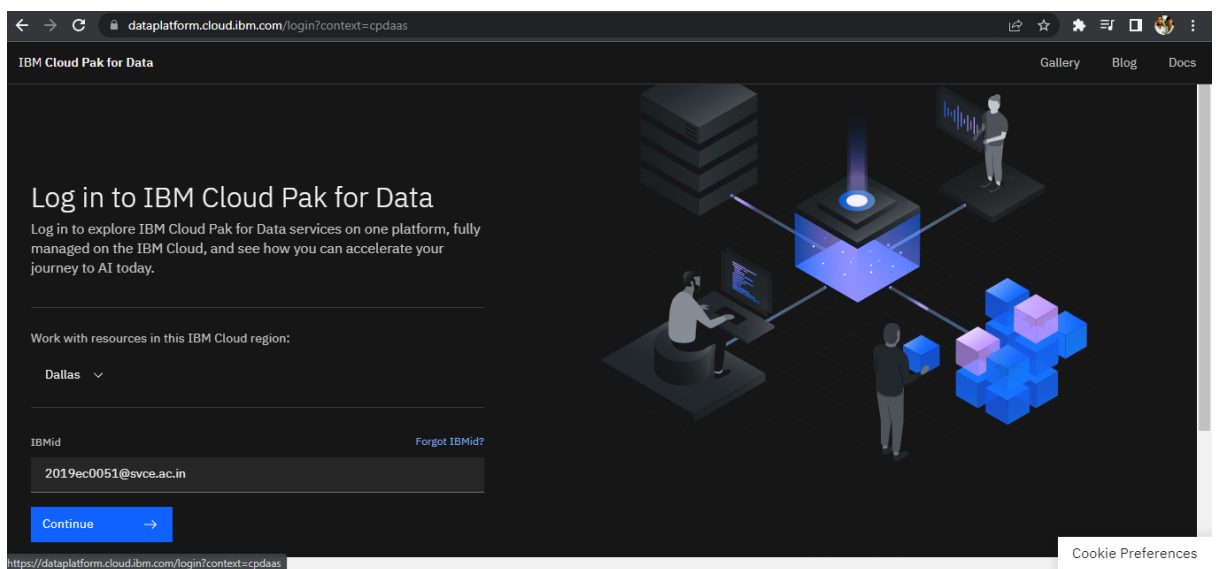 dataplatform.cloud.ibm.com/login?context=cpdaas
IBM Cloud Pak for Data
Gallery
Blog
Docs
Log in to IBM Cloud Pak for Data
Log in to explore IBM Cloud Pak for Data services on one platform, fully
managed on the IBM Cloud, and see how you can accelerate your
journey to AI today.
Work with resources in this IBM Cloud region:
Dallas
IBMid
Forgot IBMid?
2019ec0051@svce.ac.in
Continue
Cookie Preferences
https://dataplatform.cloud.ibm.com/login?context=cpdaas